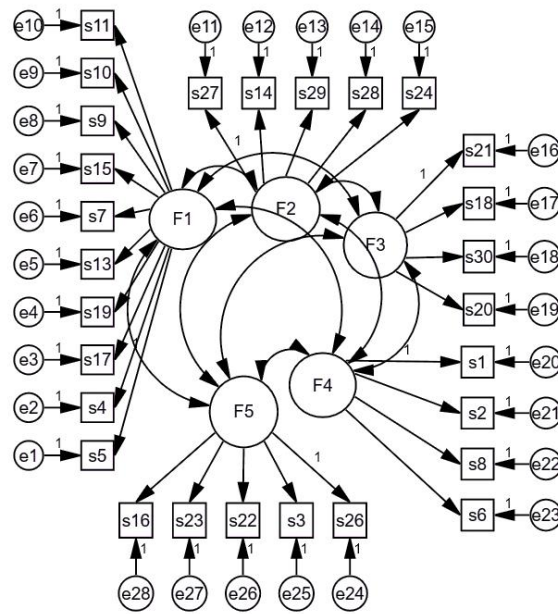 e10 1 s11
e9 1 s10
e8 1 s9
e7 1 s15
e6 1 s7
e5 1 s13
e4 1 s19
e3 1 s17
e2 1 s4
e1 1 s5
e11 e12 e13 e14 e15
1 1 1 1 1
s27 s14 s29 s28 s24
1
F1 F2 F3
F5 F4
1 s21 1 e16
s18 1 e17
s30 1 e18
s20 1 e19
1 s1 1 e20
s2 1 e21
s8 1 e22
s6 1 e23
1
1
s16 s23 s22 s3 s26
1 1 1 1 1
e28 e27 e26 e25 e24